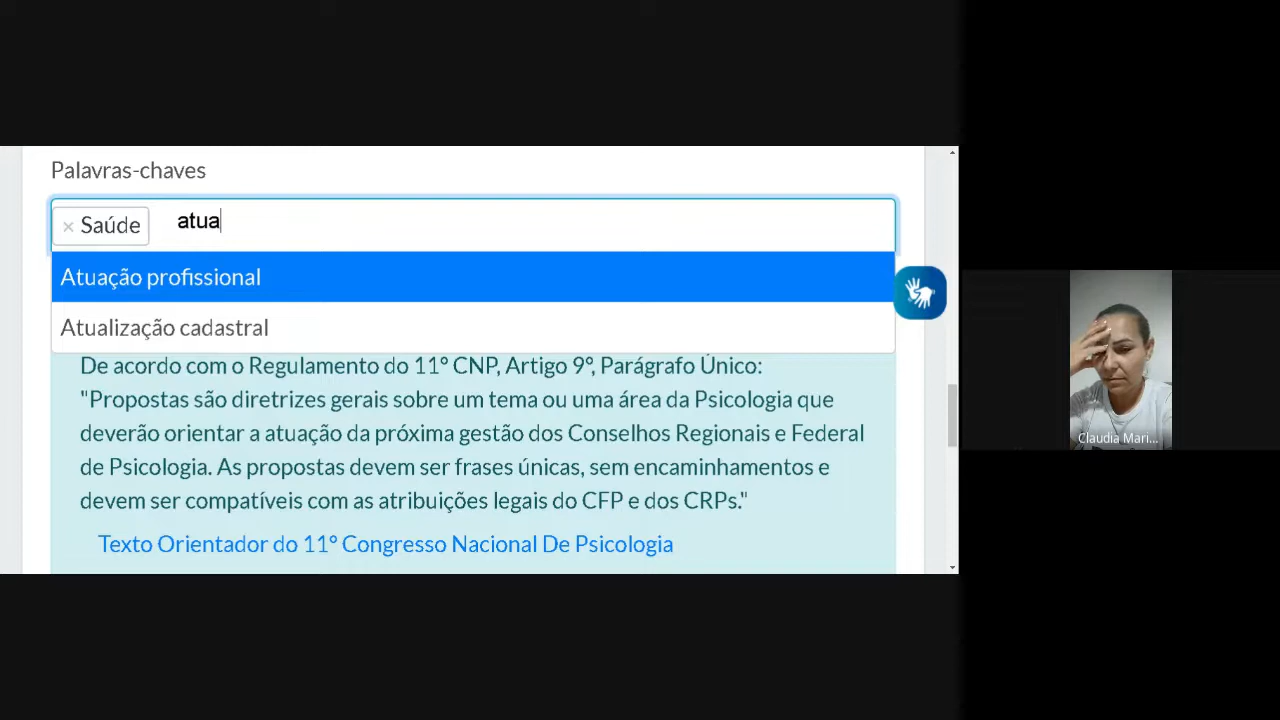 Palavras-chaves
× Saúde atua
Atuação profissional
Atualização cadastral
De acordo com o Regulamento do 11º CNP, Artigo 9º, Parágrafo Único:
"Propostas são diretrizes gerais sobre um tema ou uma área da Psicologia que
deverão orientar a atuação da próxima gestão dos Conselhos Regionais e Federal
de Psicologia. As propostas devem ser frases únicas, sem encaminhamentos e
devem ser compatíveis com as atribuições legais do CFP e dos CRPs."
Texto Orientador do 11º Congresso Nacional De Psicologia
Claudia Mari...